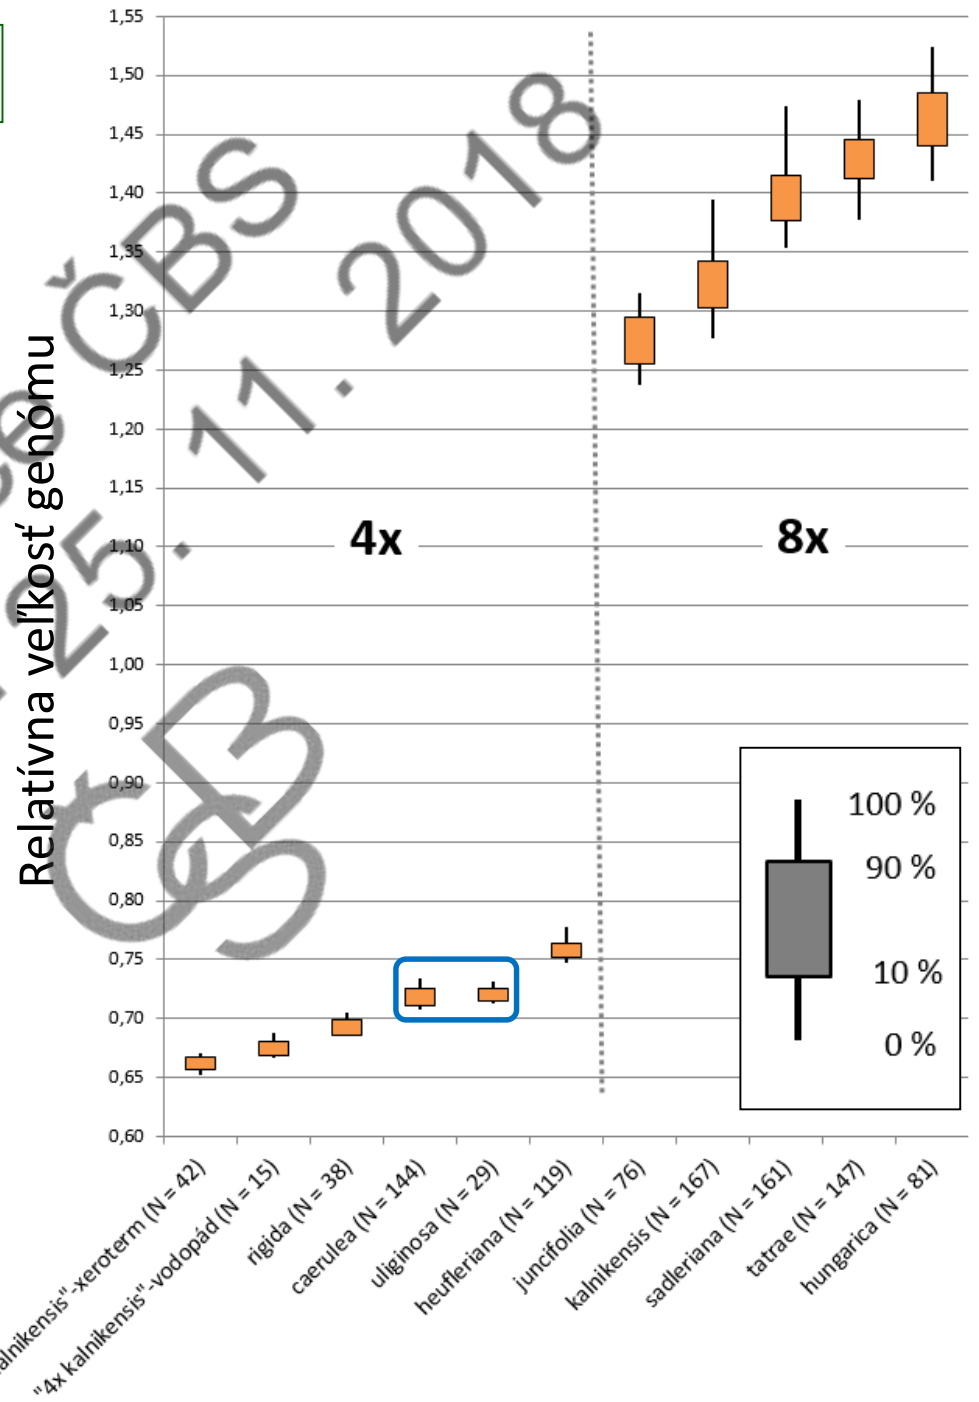 Relatívna veľkosť genómu
1,55
1,50
1,45
1,40
1,35
1,30
1,25
1,20
1,15
1,10
1,05
1,00
0,95
0,90
0,85
0,80
0,75
0,70
0,65
0,60
4x
8x
100 %
90 %
10 %
0 %
alnikensis"-xeroterm (N = 42)
"4x kalnikensis"-vodopád (N = 15)
rigida (N = 38)
caerulea (N = 144)
uliginosa (N = 29)
heufleriana (N = 119)
juncifolia (N = 76)
kalnikensis (N = 167)
sadleriana (N = 161)
tatrae (N = 147)
hungarica (N = 81)
ČBS
25. 11. 2018
ČBS